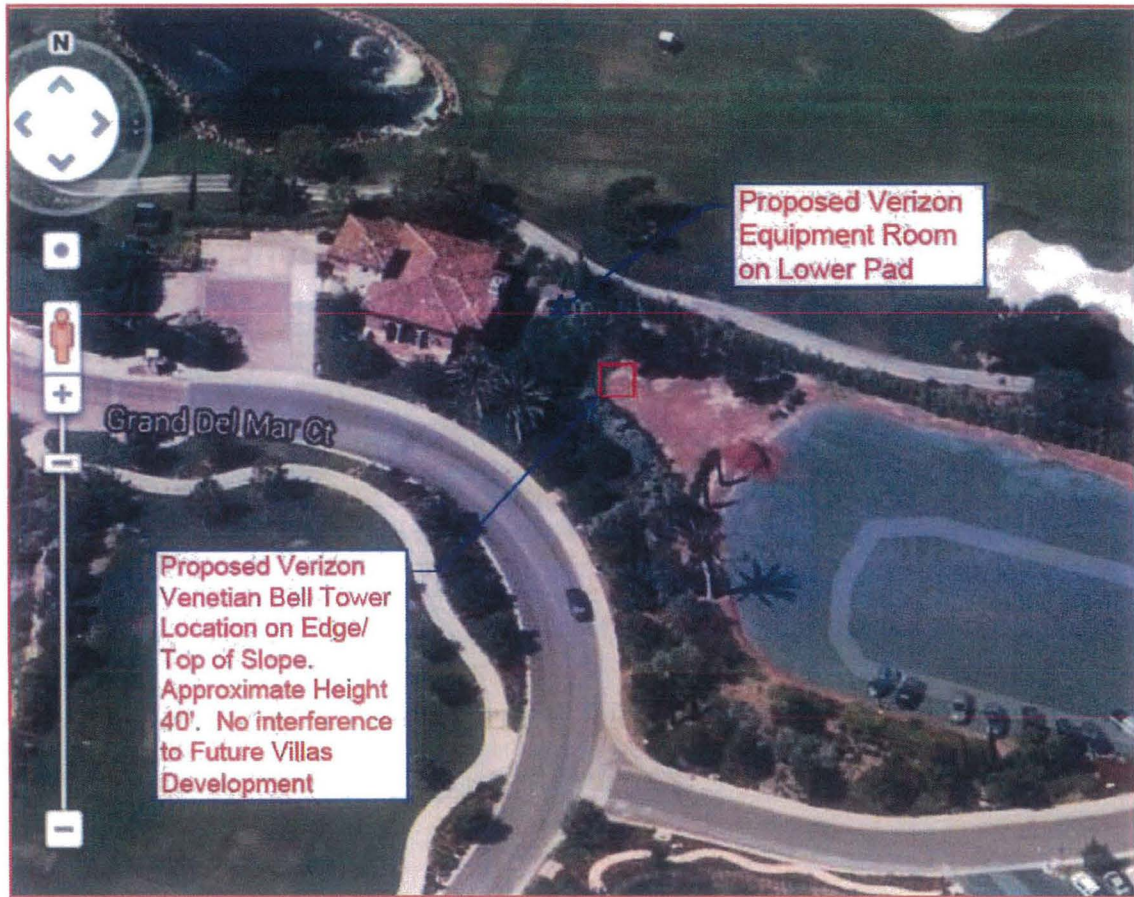 N
Proposed Verizon
Equipment Room
on Lower Pad
Grand Del Mar Ct
Proposed Verizon
Venetian Bell Tower
Location on Edge/
Top of Slope.
Approximate Height
40'. No interference
to Future Villas
Development